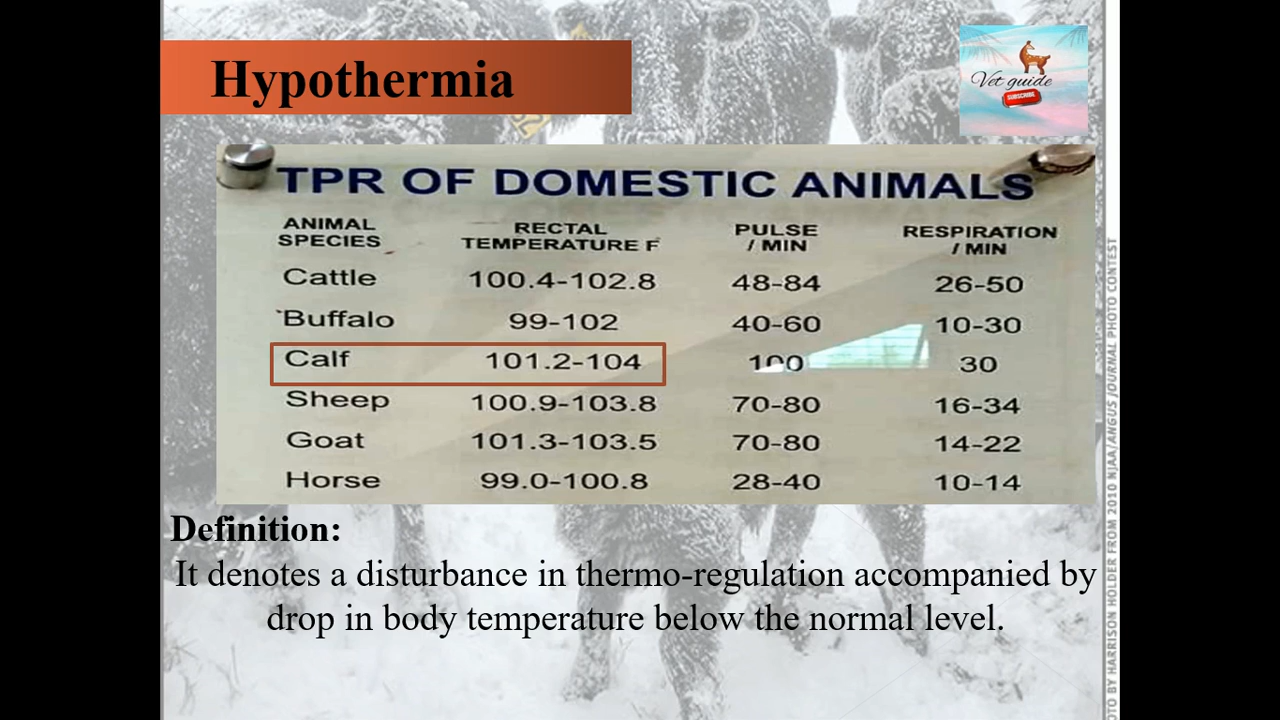 Hypothermia
Vet guide
SUBSCRIBE
TPR OF DOMESTIC ANIMALS
ANIMAL SPECIES RECTAL TEMPERATURE F PULSE / MIN RESPIRATION / MIN
Cattle 100.4-102.8 48-84 26-50
Buffalo 99-102 40-60 10-30
Calf 101.2-104 100 30
Sheep 100.9-103.8 70-80 16-34
Goat 101.3-103.5 70-80 14-22
Horse 99.0-100.8 28-40 10-14
Definition:
It denotes a disturbance in thermo-regulation accompanied by
drop in body temperature below the normal level.
BY HARRISON HOLDER FROM 2010 NJAA/ANGUS JOURNAL PHOTO CONTEST